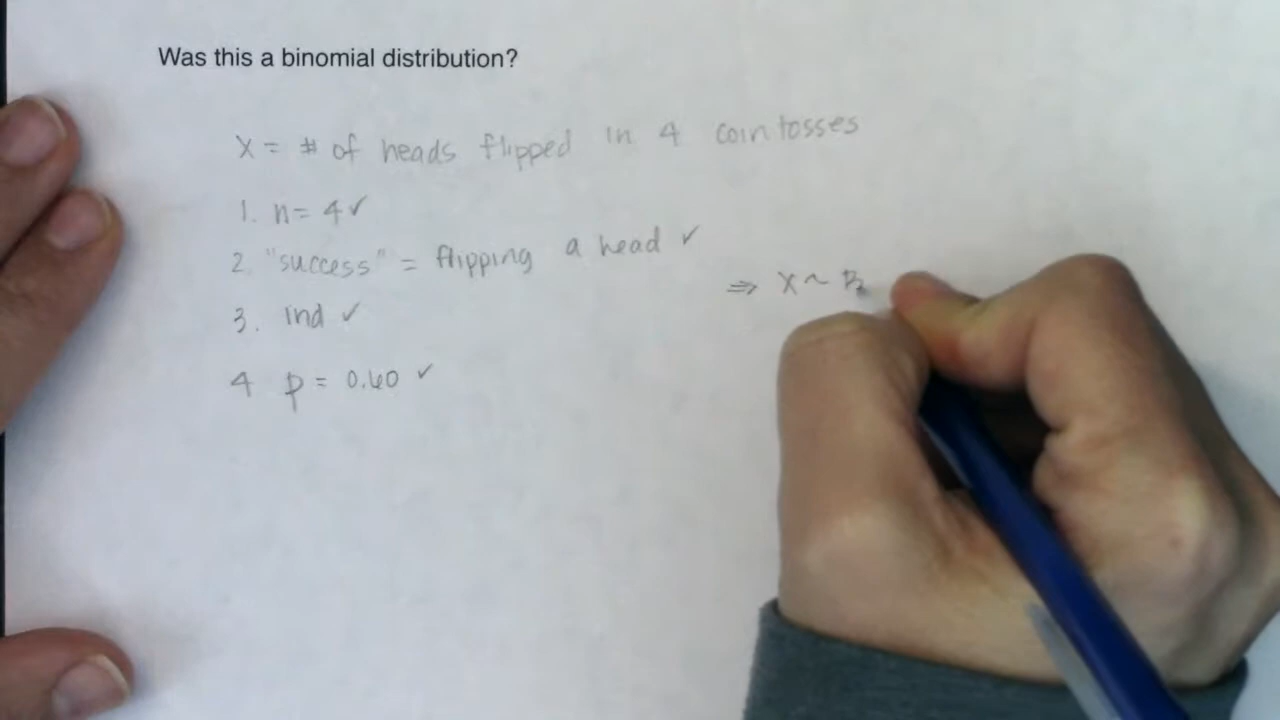 Was this a binomial distribution?
X = # of heads flipped in 4 coin tosses
1. n = 4 ✓
2 "success" = flipping a head ✓
⇒ X ~ B
3. ind ✓
4 p = 0.60 ✓